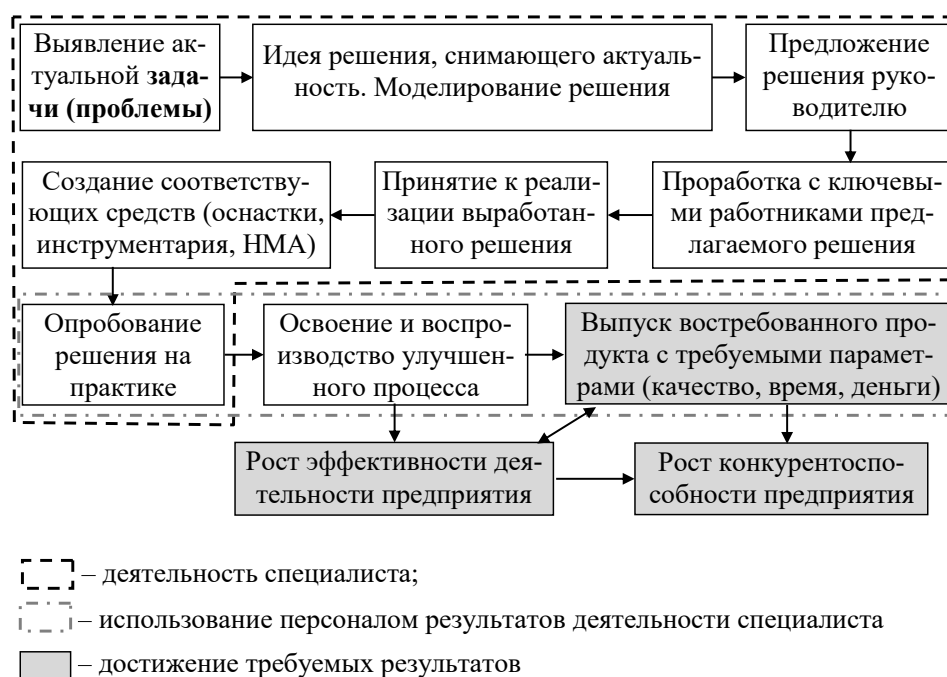 Выявление ак-
туальной зада-
чи (проблемы)
Идея решения, снимающего актуаль-
ность. Моделирование решения
Предложение
решения руко-
водителю
Создание соответству-
ющих средств (оснастки,
инструментария, НМА)
Принятие к реали-
зации выработан-
ного решения
Проработка с ключевы-
ми работниками пред-
лагаемого решения
Опробование
решения на
практике
Освоение и воспро-
изводство улучшен-
ного процесса
Выпуск востребованного про-
дукта с требуемыми парамет-
рами (качество, время, деньги)
Рост эффективности дея-
тельности предприятия
Рост конкурентоспо-
собности предприятия
– деятельность специалиста;
– использование персоналом результатов деятельности специалиста
– достижение требуемых результатов